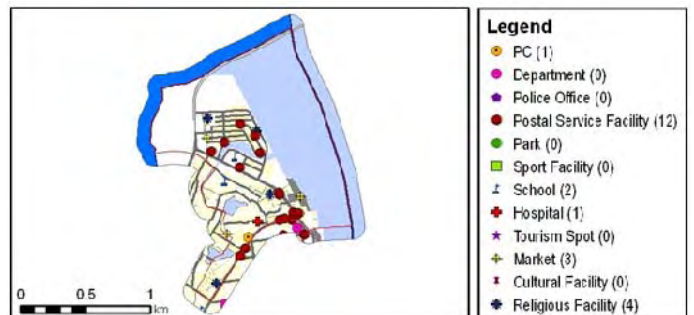 Legend
PC (1)
Department (0)
Police Office (0)
Postal Service Facility (12)
Park (0)
Sport Facility (0)
School (2)
Hospital (1)
Tourism Spot (0)
Market (3)
Cultural Facility (0)
Religious Facility (4)
0 0.5 1
km